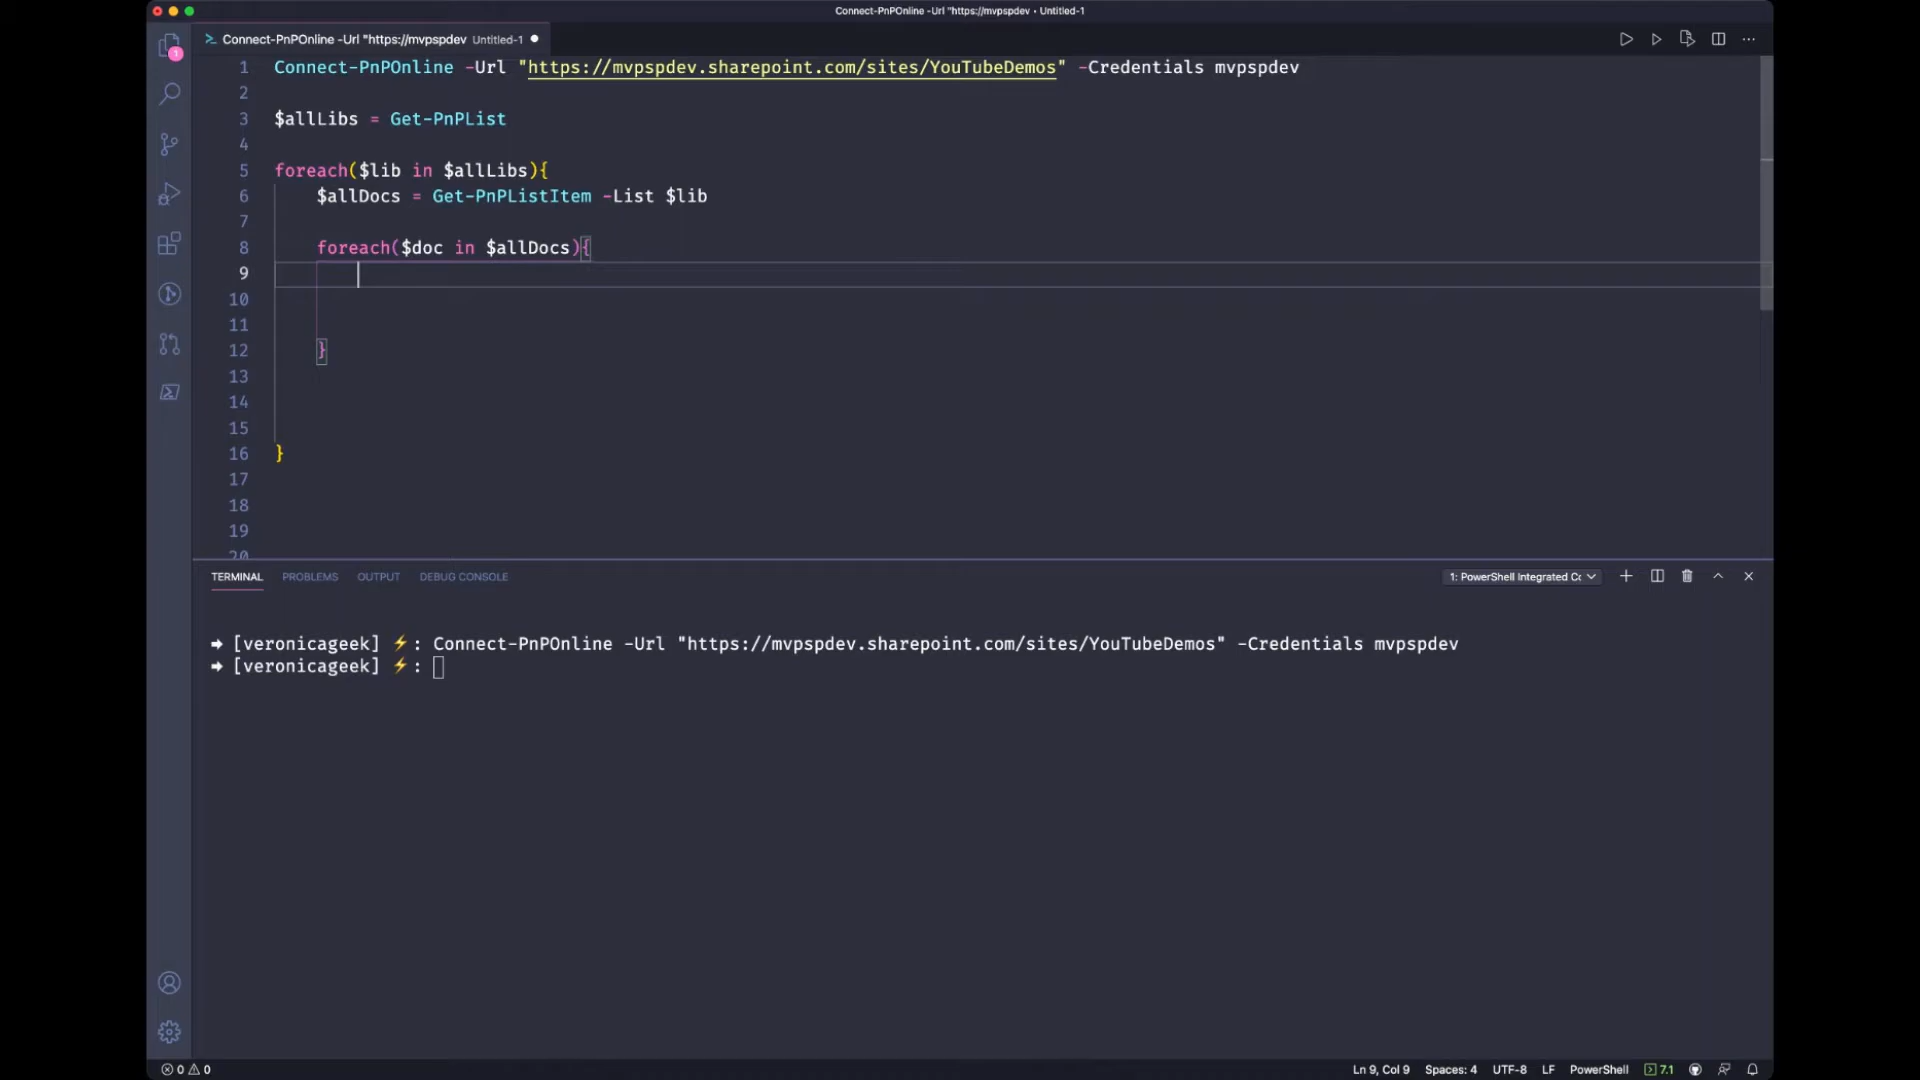 Connect-PnPOnline -Url "https://mvpspdev • Untitled-1
Connect-PnPOnline -Url "https://mvpspdev Untitled-1
1
1 Connect-PnPOnline -Url "https://mvpspdev.sharepoint.com/sites/YouTubeDemos" -Credentials mvpspdev
2
3 $allLibs = Get-PnPList
4
5 foreach($lib in $allLibs){
6 $allDocs = Get-PnPListItem -List $lib
7
8 foreach($doc in $allDocs){
9
10
11
12 }
13
14
15
16 }
17
18
19
20
TERMINAL PROBLEMS OUTPUT DEBUG CONSOLE 1: PowerShell Integrated Cc
➜ [veronicageek] ⚡: Connect-PnPOnline -Url "https://mvpspdev.sharepoint.com/sites/YouTubeDemos" -Credentials mvpspdev
➜ [veronicageek] ⚡:
0 0 Ln 9, Col 9 Spaces: 4 UTF-8 LF PowerShell 7.1